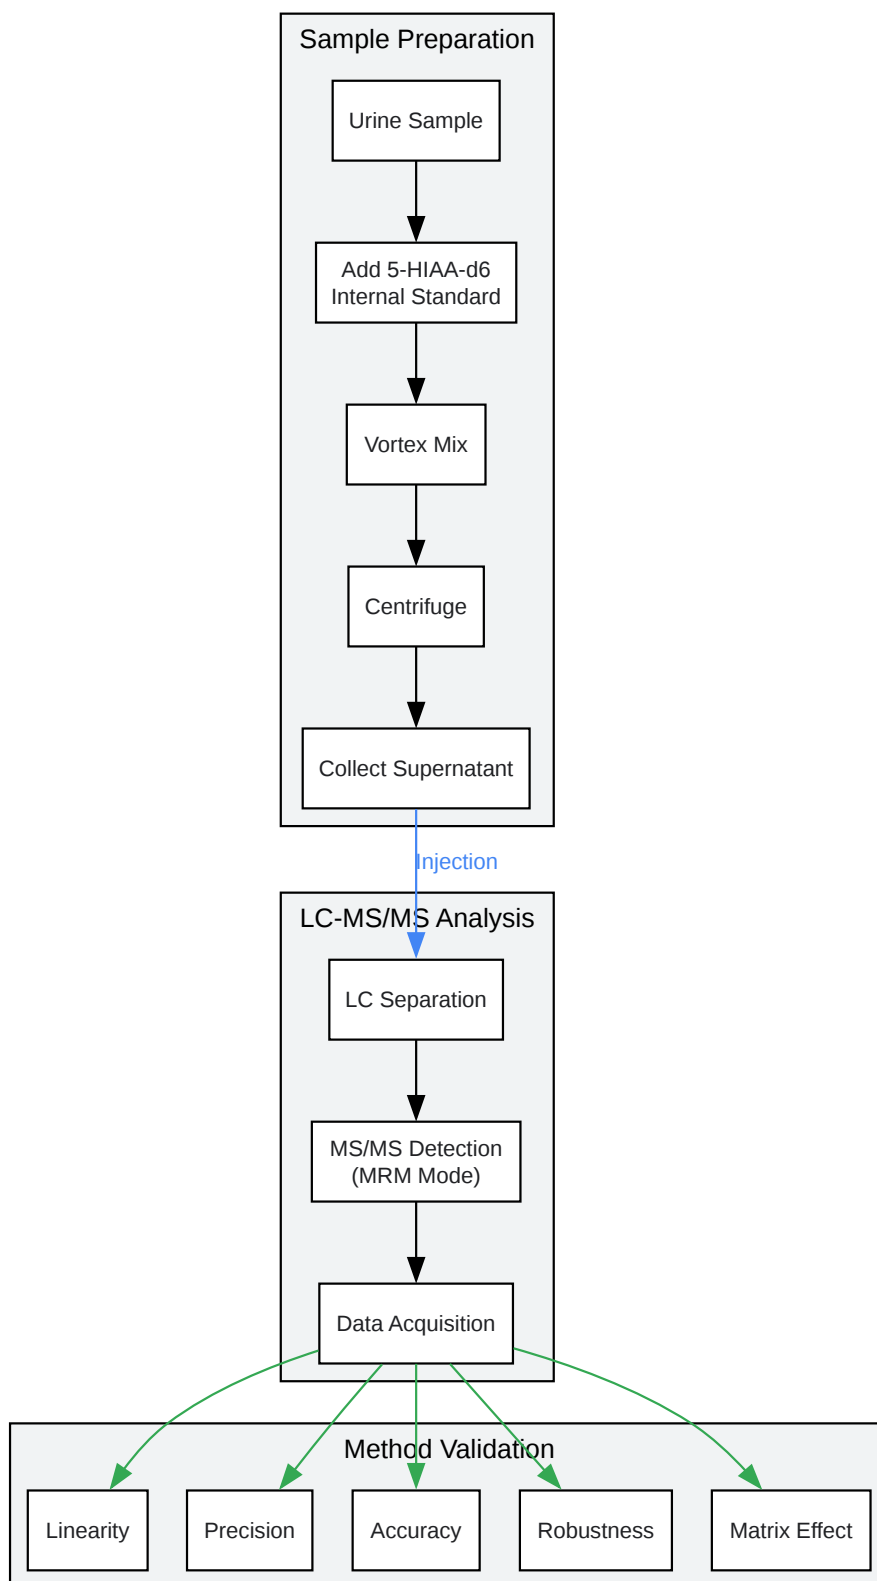 Sample Preparation
Urine Sample
Add 5-HIAA-d6
Internal Standard
Vortex Mix
Centrifuge
Collect Supernatant
Injection
LC-MS/MS Analysis
LC Separation
MS/MS Detection
(MRM Mode)
Data Acquisition
Method Validation
Linearity
Precision
Accuracy
Robustness
Matrix Effect